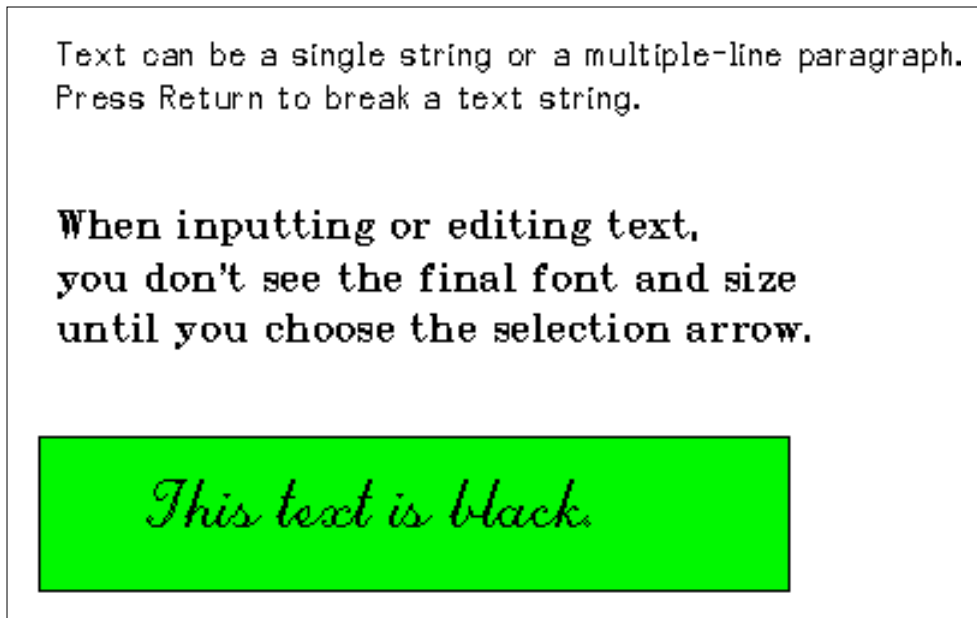 Text can be a single string or a multiple-line paragraph.
Press Return to break a text string.
When inputting or editing text,
you don't see the final font and size
until you choose the selection arrow.
This text is black.